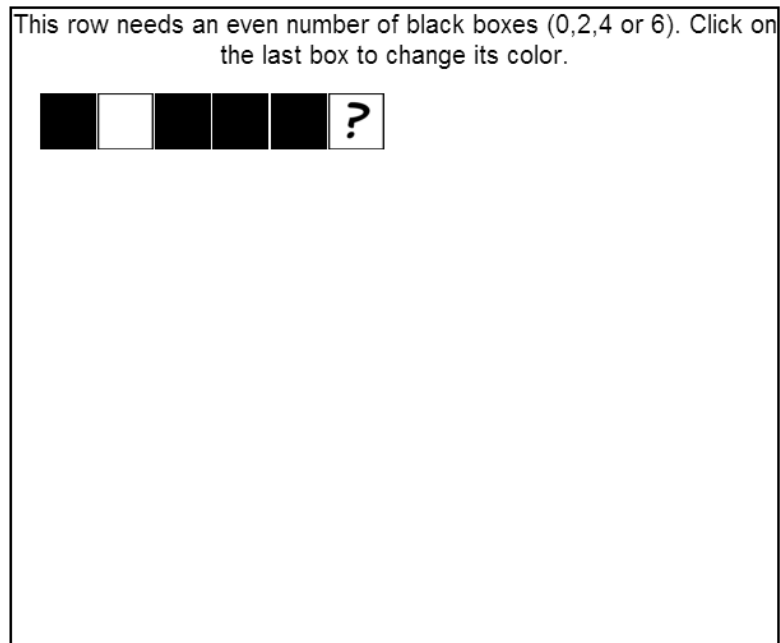 This row needs an even number of black boxes (0,2,4 or 6). Click on
the last box to change its color.
?